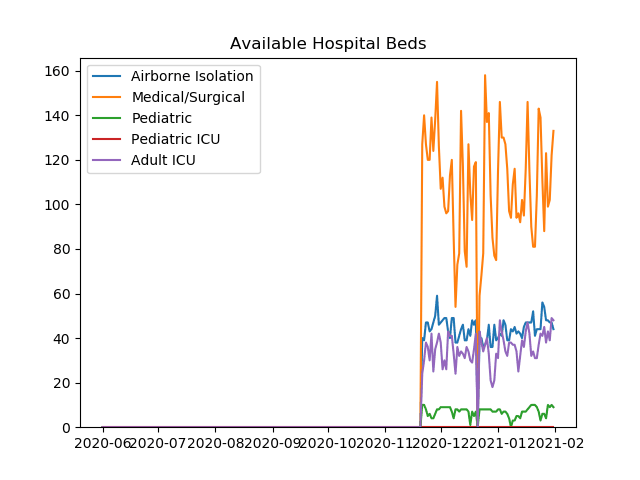 Available Hospital Beds
160
140
120
100
80
60
40
20
0
Airborne Isolation
Medical/Surgical
Pediatric
Pediatric ICU
Adult ICU
2020-06 2020-07 2020-08 2020-09 2020-10 2020-11 2020-12 2021-01 2021-02